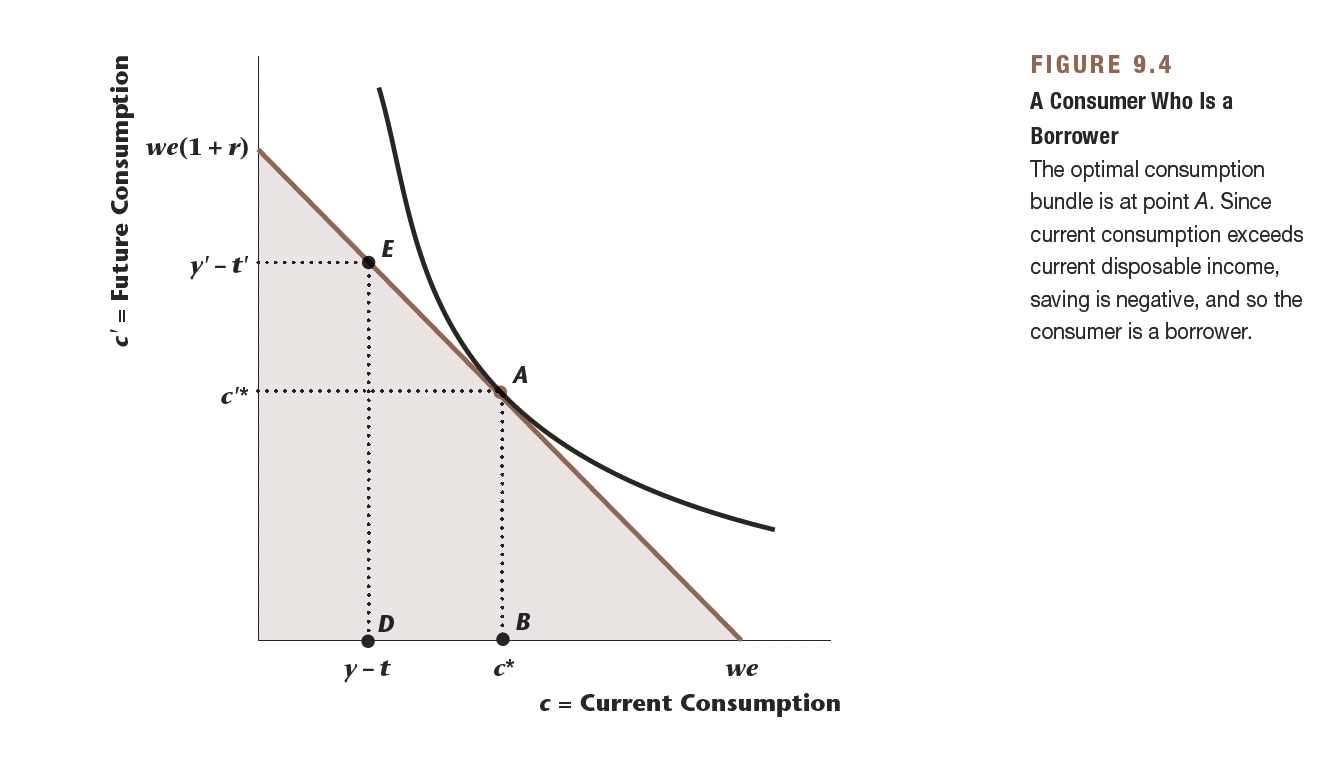 c′ = Future Consumption
we(1 + r)
y′ – t′
c′*
E
A
D
B
y – t
c*
we
c = Current Consumption
FIGURE 9.4
A Consumer Who Is a
Borrower
The optimal consumption
bundle is at point A. Since
current consumption exceeds
current disposable income,
saving is negative, and so the
consumer is a borrower.